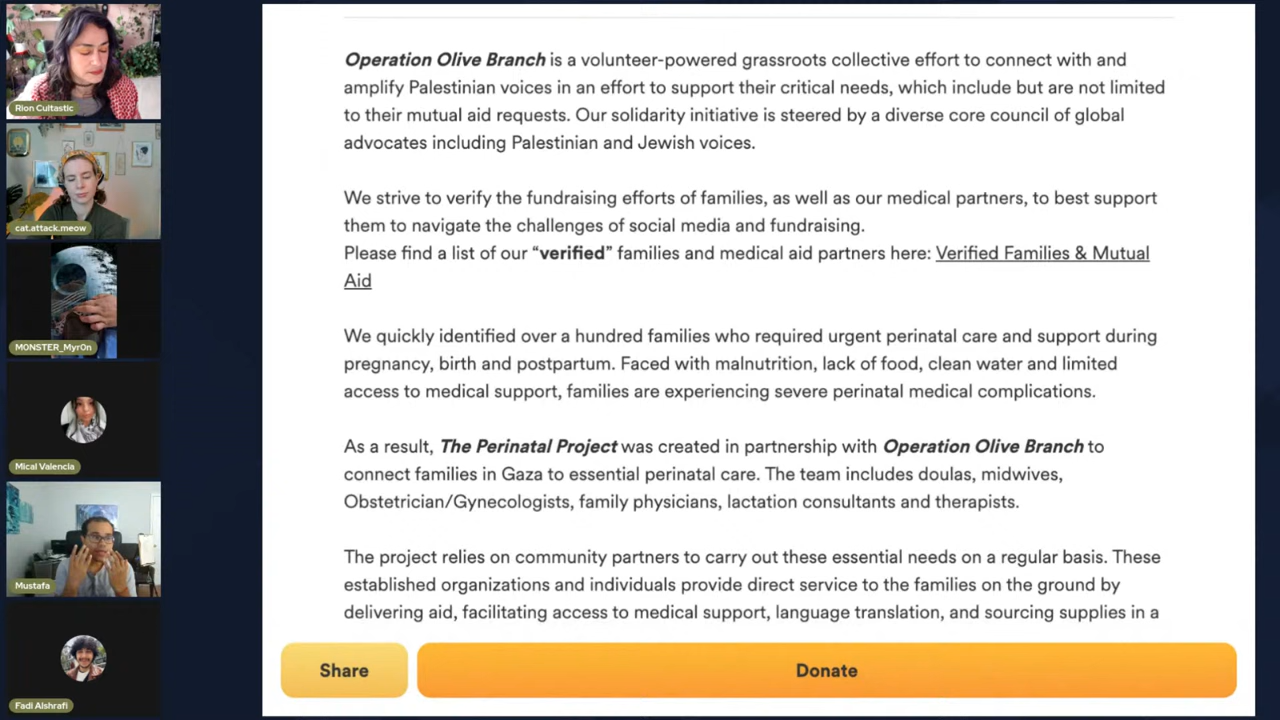 Rion Cultastic
cat.attack.meow
M0NSTER_Myr0n
Mical Valencia
Mustafa
Fadi Alshrafi
Operation Olive Branch is a volunteer-powered grassroots collective effort to connect with and
amplify Palestinian voices in an effort to support their critical needs, which include but are not limited
to their mutual aid requests. Our solidarity initiative is steered by a diverse core council of global
advocates including Palestinian and Jewish voices.
We strive to verify the fundraising efforts of families, as well as our medical partners, to best support
them to navigate the challenges of social media and fundraising.
Please find a list of our “verified” families and medical aid partners here: Verified Families & Mutual
Aid
We quickly identified over a hundred families who required urgent perinatal care and support during
pregnancy, birth and postpartum. Faced with malnutrition, lack of food, clean water and limited
access to medical support, families are experiencing severe perinatal medical complications.
As a result, The Perinatal Project was created in partnership with Operation Olive Branch to
connect families in Gaza to essential perinatal care. The team includes doulas, midwives,
Obstetrician/Gynecologists, family physicians, lactation consultants and therapists.
The project relies on community partners to carry out these essential needs on a regular basis. These
established organizations and individuals provide direct service to the families on the ground by
delivering aid, facilitating access to medical support, language translation, and sourcing supplies in a
Share
Donate